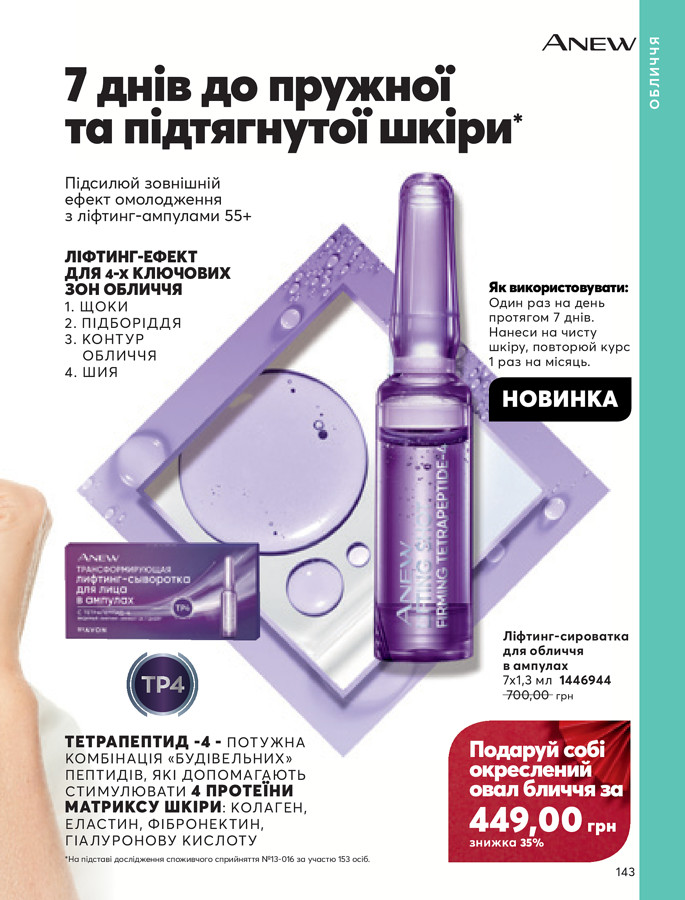 ANEW
ОБЛИЧЧЯ
7 днів до пружної
та підтягнутої шкіри*
Підсилюй зовнішній
ефект омолодження
з ліфтинг-ампулами 55+
ЛІФТИНГ-ЕФЕКТ
ДЛЯ 4-х КЛЮЧОВИХ
ЗОН ОБЛИЧЧЯ
1. ЩОКИ
2. ПІДБОРІДДЯ
3. КОНТУР
ОБЛИЧЧЯ
4. ШИЯ
Як використовувати:
Один раз на день
протягом 7 днів.
Нанеси на чисту
шкіру, повторюй курс
1 раз на місяць.
НОВИНКА
ANEW
LIFTING SHOT
FIRMING TETRAPEPTIDE-4
ANEW
ТРАНСФОРМИРУЮЩАЯ
ЛИФТИНГ-СЫВОРОТКА
ДЛЯ ЛИЦА
В АМПУЛАХ
С ТЕТРАПЕПТИД-4
TP4
AVON
TP4
Ліфтинг-сироватка
для обличчя
в ампулах
7х1,3 мл 1446944
700,00 грн
ТЕТРАПЕПТИД -4 - ПОТУЖНА
КОМБІНАЦІЯ «БУДІВЕЛЬНИХ»
ПЕПТИДІВ, ЯКІ ДОПОМАГАЮТЬ
СТИМУЛЮВАТИ 4 ПРОТЕЇНИ
МАТРИКСУ ШКІРИ: КОЛАГЕН,
ЕЛАСТИН, ФІБРОНЕКТИН,
ГІАЛУРОНОВУ КИСЛОТУ
*На підставі дослідження споживчого сприйняття №13-016 за участю 153 осіб.
Подаруй собі
окреслений
овал бличчя за
449,00 грн
знижка 35%
143